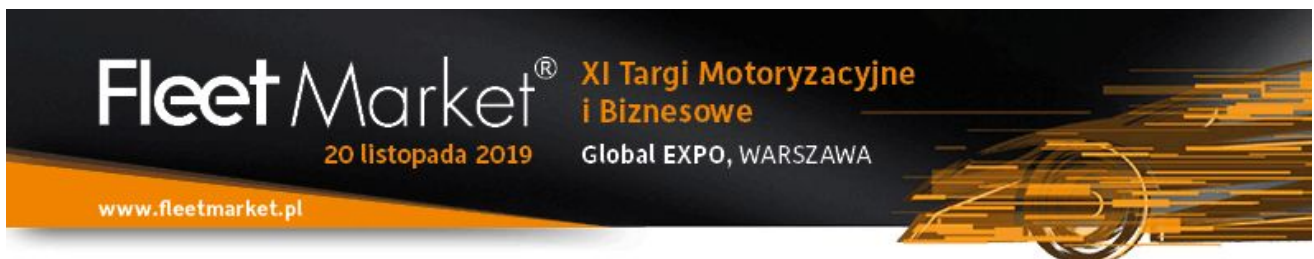 Fleet Market®
20 listopada 2019
XI Targi Motoryzacyjne
i Biznesowe
Global EXPO, WARSZAWA
www.fleetmarket.pl